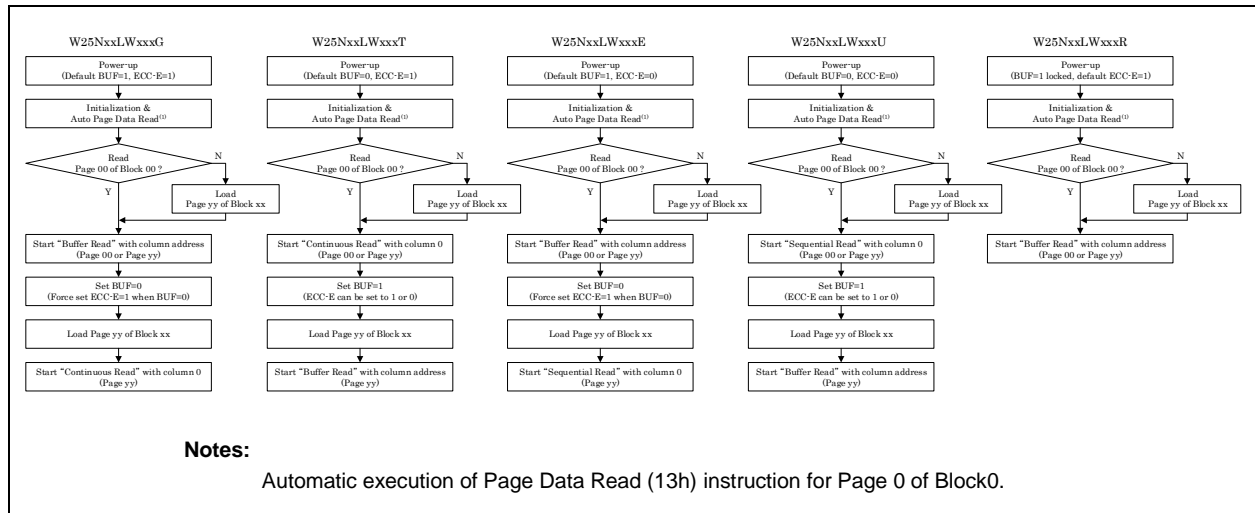 W25NxxLWxxxG
Power-up
(Default BUF=1, ECC-E=1)
Initialization &
Auto Page Data Read(1)
Read
Page 00 of Block 00 ?
N
Y
Load
Page yy of Block xx
Start “Buffer Read” with column address
(Page 00 or Page yy)
Set BUF=0
(Force set ECC-E=1 when BUF=0)
Load Page yy of Block xx
Start “Continuous Read” with column 0
(Page yy)
W25NxxLWxxxT
Power-up
(Default BUF=0, ECC-E=1)
Initialization &
Auto Page Data Read(1)
Read
Page 00 of Block 00 ?
N
Y
Load
Page yy of Block xx
Start “Continuous Read” with column 0
(Page 00 or Page yy)
Set BUF=1
(ECC-E can be set to 1 or 0)
Load Page yy of Block xx
Start “Buffer Read” with column address
(Page yy)
W25NxxLWxxxE
Power-up
(Default BUF=1, ECC-E=0)
Initialization &
Auto Page Data Read(1)
Read
Page 00 of Block 00 ?
N
Y
Load
Page yy of Block xx
Start “Buffer Read” with column address
(Page 00 or Page yy)
Set BUF=0
(Force set ECC-E=1 when BUF=0)
Load Page yy of Block xx
Start “Sequential Read” with column 0
(Page yy)
W25NxxLWxxxU
Power-up
(Default BUF=0, ECC-E=0)
Initialization &
Auto Page Data Read(1)
Read
Page 00 of Block 00 ?
N
Y
Load
Page yy of Block xx
Start “Sequential Read” with column 0
(Page 00 or Page yy)
Set BUF=1
(ECC-E can be set to 1 or 0)
Load Page yy of Block xx
Start “Buffer Read” with column address
(Page yy)
W25NxxLWxxxR
Power-up
(BUF=1 locked, default ECC-E=1)
Initialization &
Auto Page Data Read(1)
Read
Page 00 of Block 00 ?
N
Y
Load
Page yy of Block xx
Start “Buffer Read” with column address
(Page 00 or Page yy)
Notes:
Automatic execution of Page Data Read (13h) instruction for Page 0 of Block0.